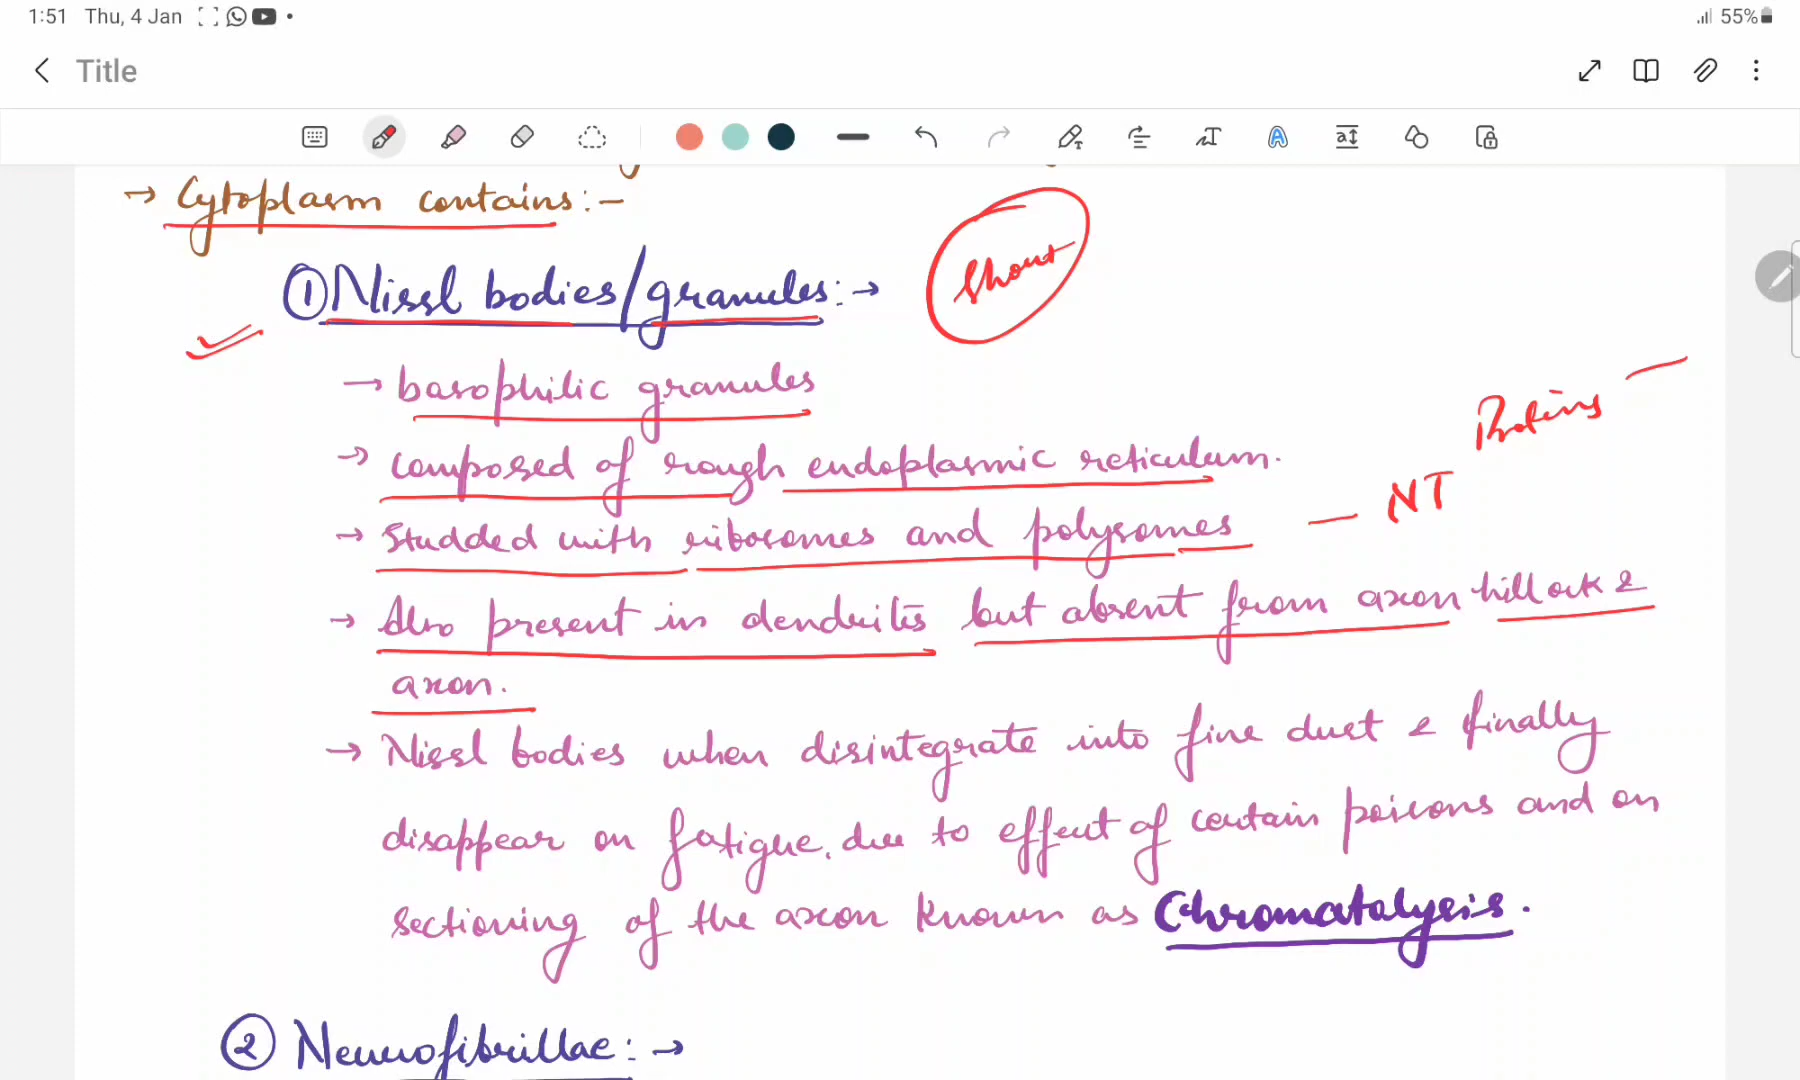 1:51 Thu, 4 Jan 55%
Title
→ Cytoplasm contains:-
① Nissl bodies/granules:→
Short
→ basophilic granules
Proteins —
→ composed of rough endoplasmic reticulum.
→ Studded with ribosomes and polysomes — NT
→ Also present in dendrites but absent from axon hillock &
axon.
→ Nissl bodies when disintegrate into fine dust & finally
disappear on fatigue, due to effect of certain poisons and on
sectioning of the axon known as Chromatalysis.
② Neurofibrillae:→